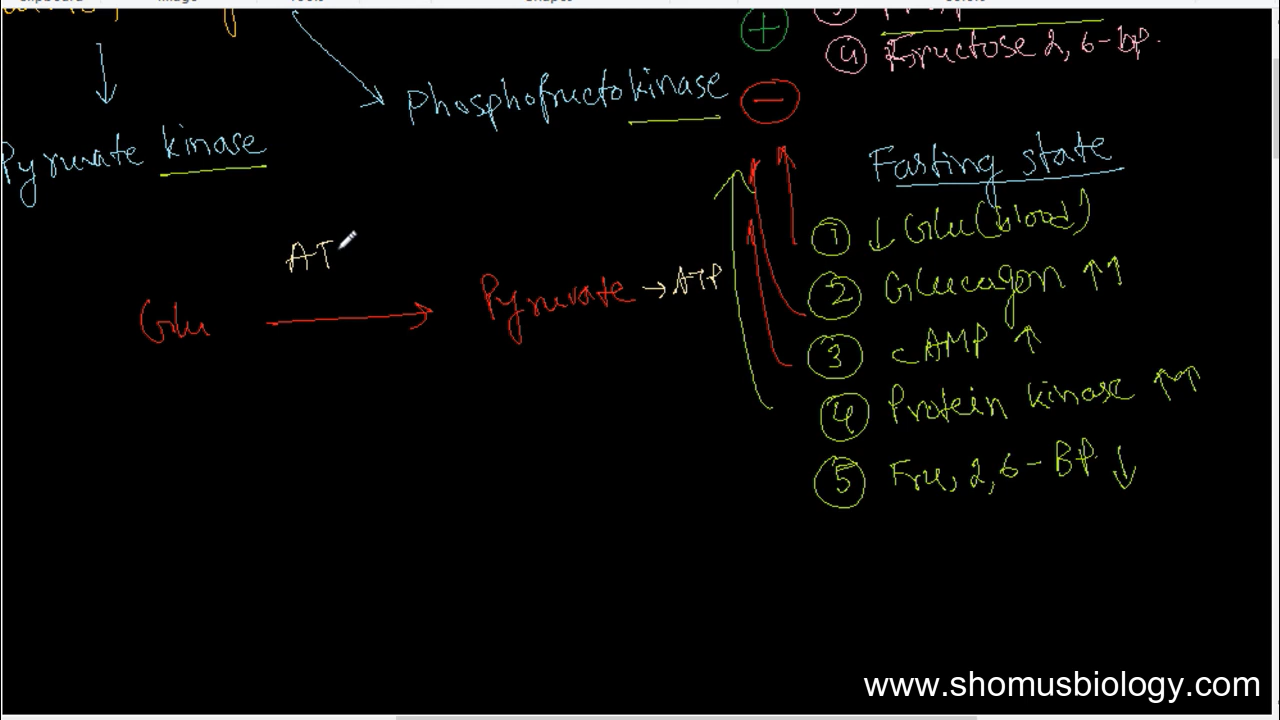 ④ Fructose 2, 6-bp.
Phosphofructokinase
+
−
Pyruvate kinase
Fasting state
① ↓ Glu (blood)
② Glucagon ↑↑
③ cAMP ↑
④ Protein kinase ↑↑
⑤ Fru, 2, 6-BP ↓
AT
Glu → Pyruvate → ATP
www.shomusbiology.com